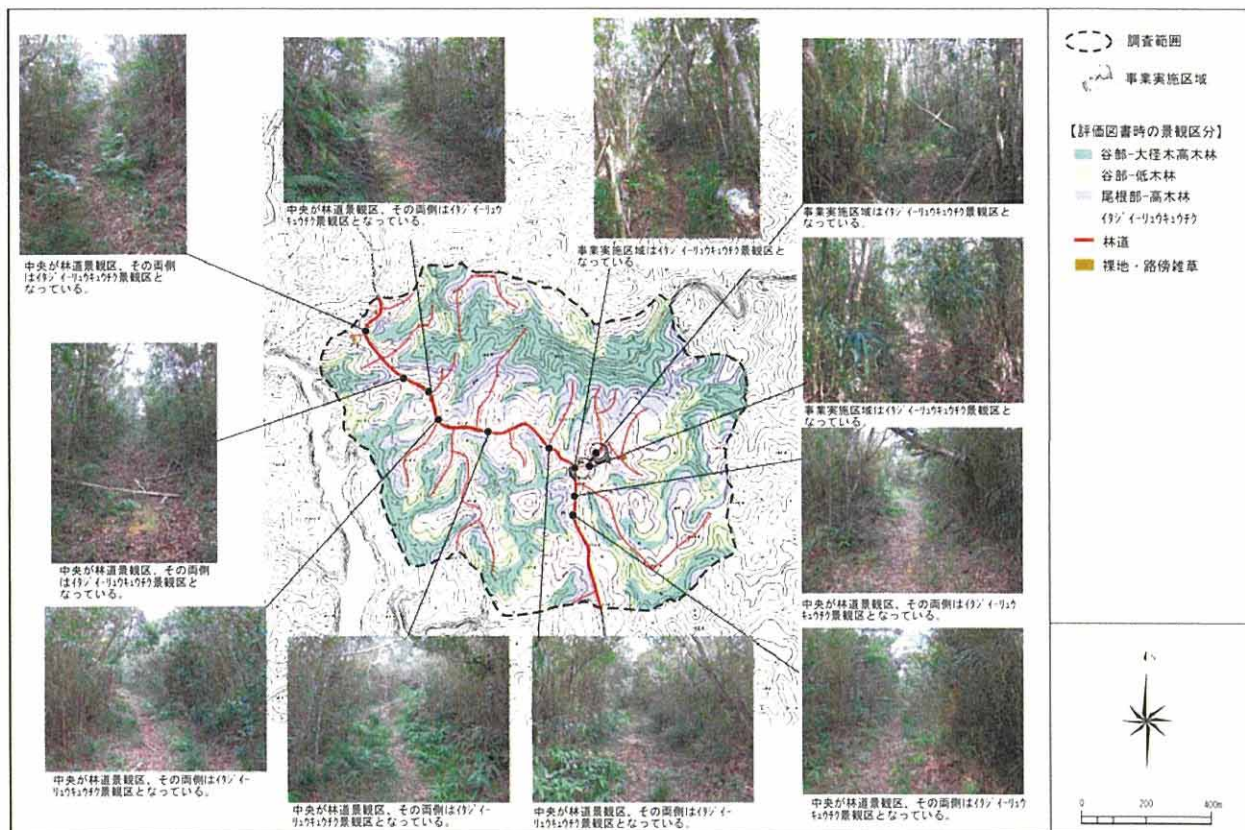 中央が林道景観区、その両側
はイタジイーリュウキュウチク景観区と
なっている。
中央が林道景観区、その両側はイタジイーリュウ
キュウチク景観区となっている。
事業実施区域はイタジイーリュウキュウチク景観区と
なっている
事業実施区域はイタジイーリュウキュウチク景観区と
なっている。
事業実施区域はイタジイーリュウキュウチク景観区と
なっている。
中央が林道景観区、その両側
はイタジイーリュウキュウチク景観区と
なっている。
中央が林道景観区、その両側はイタジイーリュウ
キュウチク景観区となっている。
中央が林道景観区、その両側はイタジイー
リュウキュウチク景観区となっている。
中央が林道景観区、その両側はイタジイー
リュウキュウチク景観区となっている。
中央が林道景観区、その両側はイタジイー
リュウキュウチク景観区となっている。
中央が林道景観区、その両側はイタジイーリュウ
キュウチク景観区となっている。
調査範囲
事業実施区域
【評価図書時の景観区分】
谷部-大径木高木林
谷部-低木林
尾根部-高木林
イタジイーリュウキュウチク
林道
裸地・路傍雑草
0 200 400m